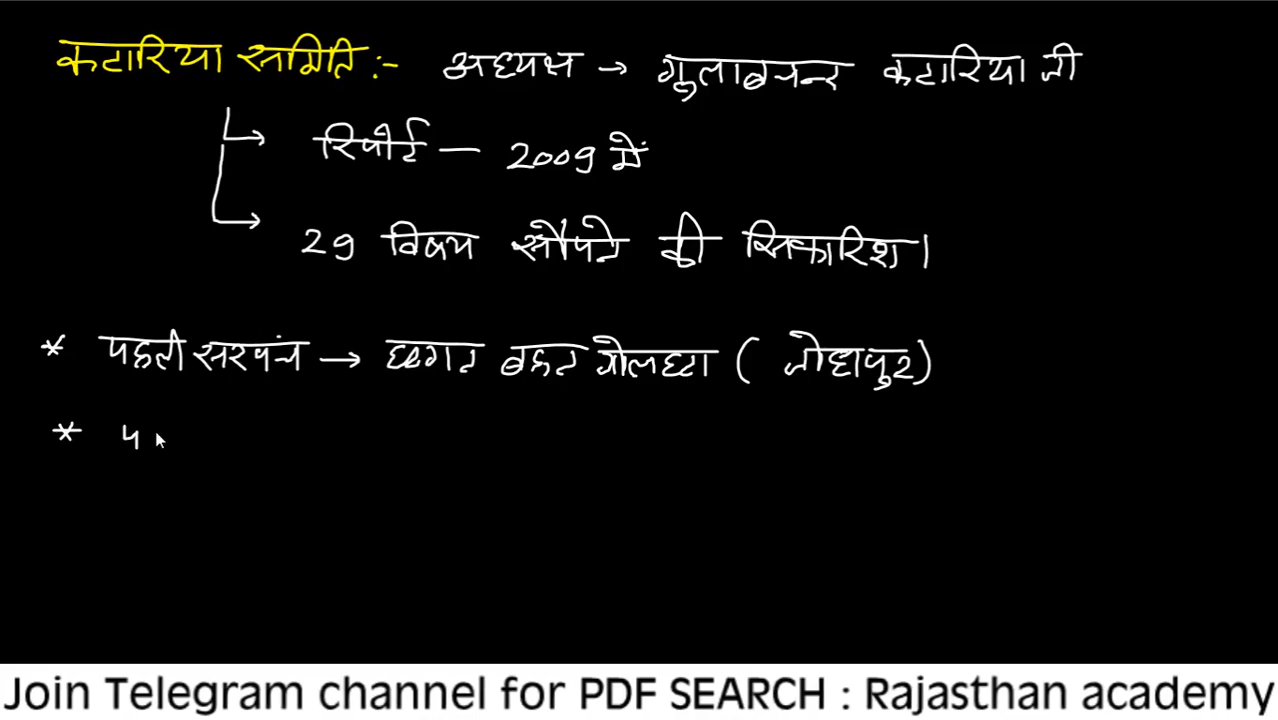 कटारिया समिति :- अध्यक्ष → गुलाबचन्द कटारिया जी
रिपोर्ट — 2009 में
29 विषय सौंपने की सिफारिश।
* पहली सरपंच → छगन बहन गोलछा ( जोधपुर )
* प
Join Telegram channel for PDF SEARCH : Rajasthan academy